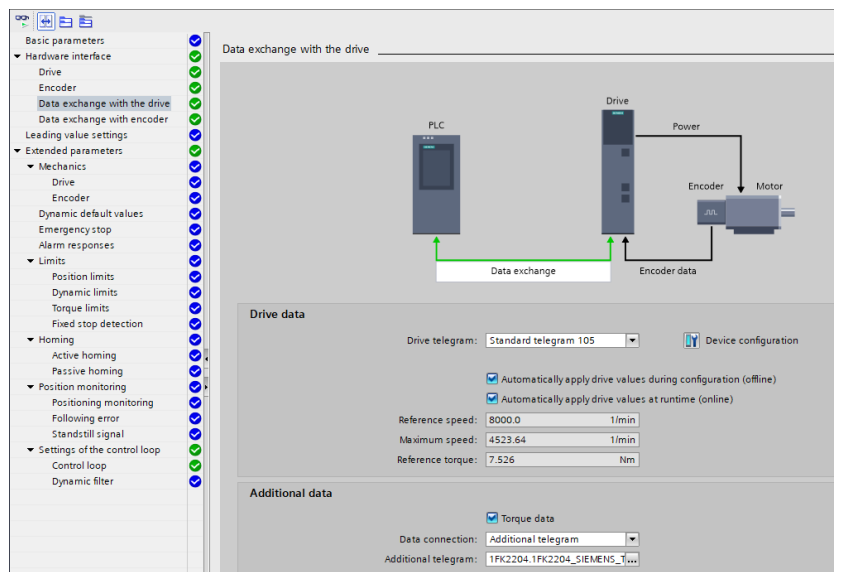 Basic parameters
Hardware interface
Drive
Encoder
Data exchange with the drive
Data exchange with encoder
Leading value settings
Extended parameters
Mechanics
Drive
Encoder
Dynamic default values
Emergency stop
Alarm responses
Limits
Position limits
Dynamic limits
Torque limits
Fixed stop detection
Homing
Active homing
Passive homing
Position monitoring
Positioning monitoring
Following error
Standstill signal
Settings of the control loop
Control loop
Dynamic filter
Data exchange with the drive
PLC
Drive
Power
Encoder Motor
Data exchange
Encoder data
Drive data
Drive telegram: Standard telegram 105 Device configuration
Automatically apply drive values during configuration (offline)
Automatically apply drive values at runtime (online)
Reference speed: 8000.0 1/min
Maximum speed: 4523.64 1/min
Reference torque: 7.526 Nm
Additional data
Torque data
Data connection: Additional telegram
Additional telegram: 1FK2204.1FK2204_SIEMENS_T ...